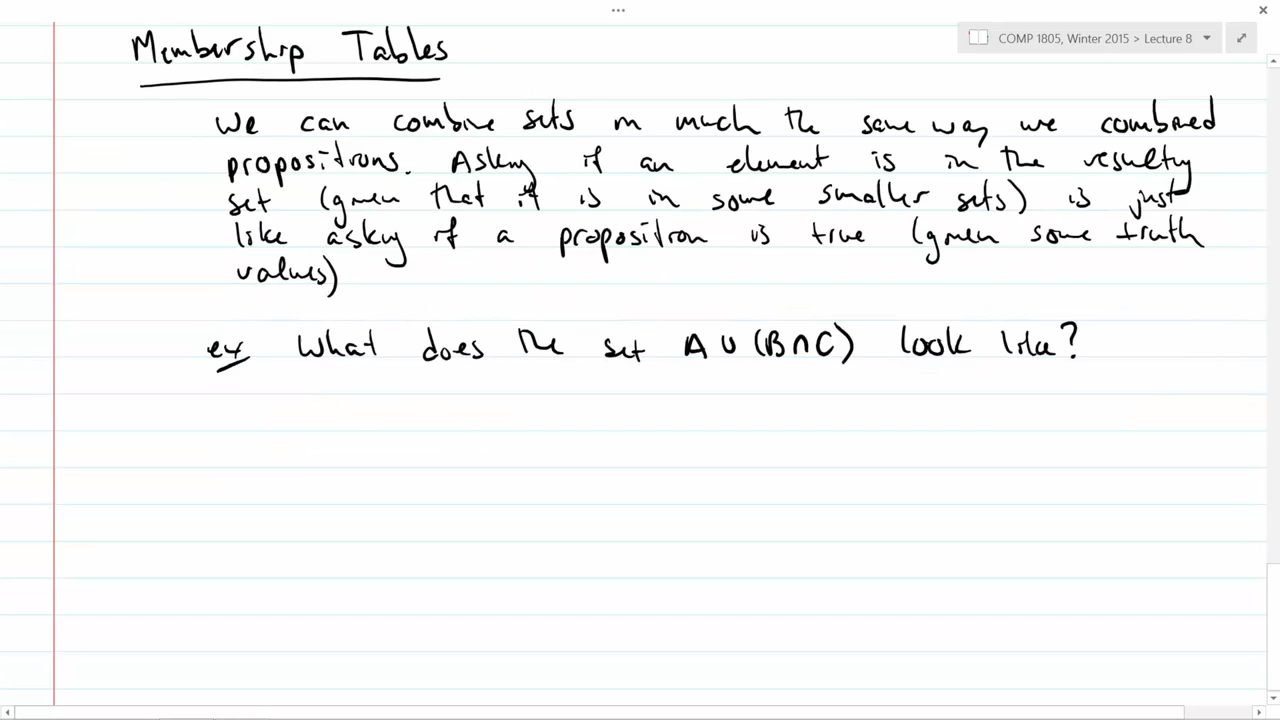 COMP 1805, Winter 2015 > Lecture 8
Membership Tables
We can combine sets in much the same way we combined
propositions. Asking if an element is in the resulting
set (given that it is in some smaller sets) is just
like asking if a proposition is true (given some truth
values)
ex What does the set A ∪ (B ∩ C) look like?